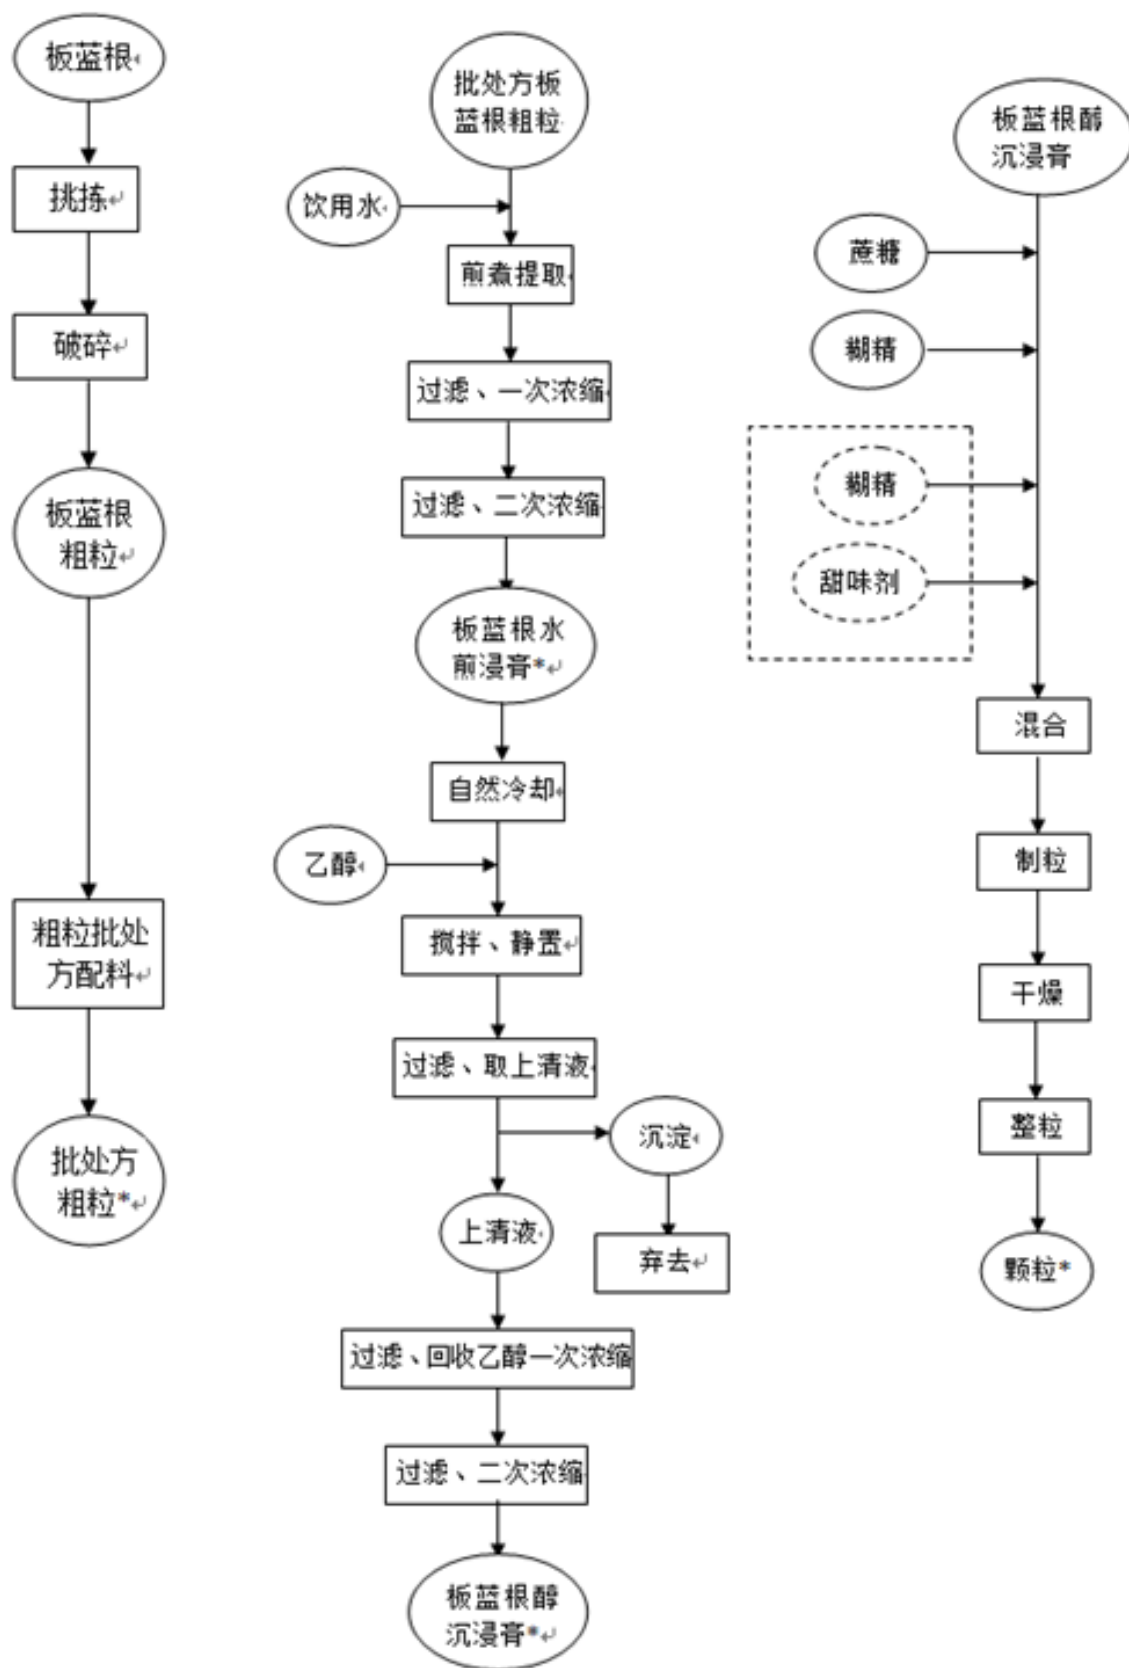 板蓝根
挑拣
破碎
板蓝根
粗粒
粗粒批处
方配料
批处方
粗粒*
批处方板
蓝根粗粒
饮用水
煎煮提取
过滤、一次浓缩
过滤、二次浓缩
板蓝根水
煎浸膏*
自然冷却
乙醇
搅拌、静置
过滤、取上清液
沉淀
弃去
上清液
过滤、回收乙醇一次浓缩
过滤、二次浓缩
板蓝根醇
沉浸膏*
板蓝根醇
沉浸膏
蔗糖
糊精
糊精
甜味剂
混合
制粒
干燥
整粒
颗粒*